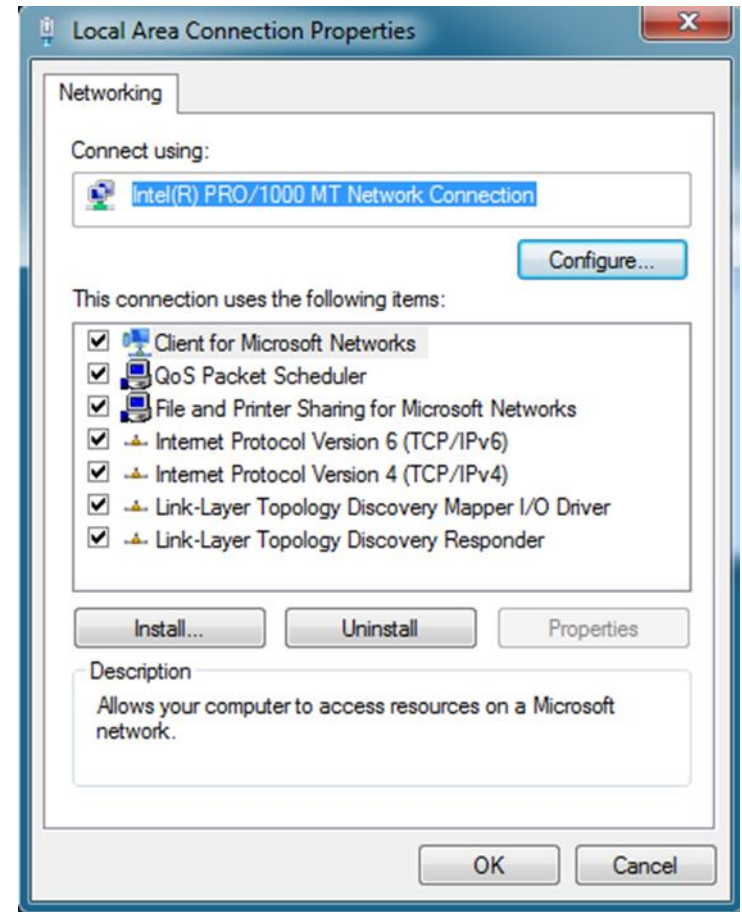 Local Area Connection Properties
Networking
Connect using:
Intel(R) PRO/1000 MT Network Connection
Configure...
This connection uses the following items:
Client for Microsoft Networks
QoS Packet Scheduler
File and Printer Sharing for Microsoft Networks
Internet Protocol Version 6 (TCP/IPv6)
Internet Protocol Version 4 (TCP/IPv4)
Link-Layer Topology Discovery Mapper I/O Driver
Link-Layer Topology Discovery Responder
Install... Uninstall Properties
Description
Allows your computer to access resources on a Microsoft
network.
OK Cancel